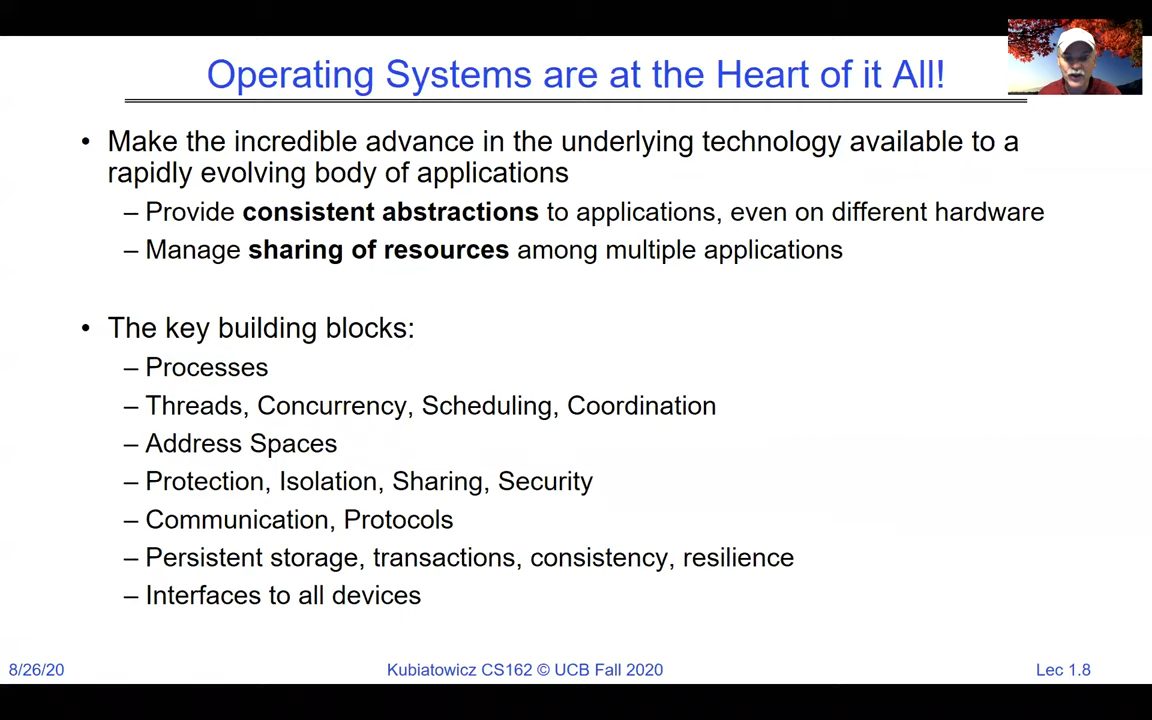 Operating Systems are at the Heart of it All!
• Make the incredible advance in the underlying technology available to a
rapidly evolving body of applications
– Provide consistent abstractions to applications, even on different hardware
– Manage sharing of resources among multiple applications
• The key building blocks:
– Processes
– Threads, Concurrency, Scheduling, Coordination
– Address Spaces
– Protection, Isolation, Sharing, Security
– Communication, Protocols
– Persistent storage, transactions, consistency, resilience
– Interfaces to all devices
8/26/20
Kubiatowicz CS162 © UCB Fall 2020
Lec 1.8